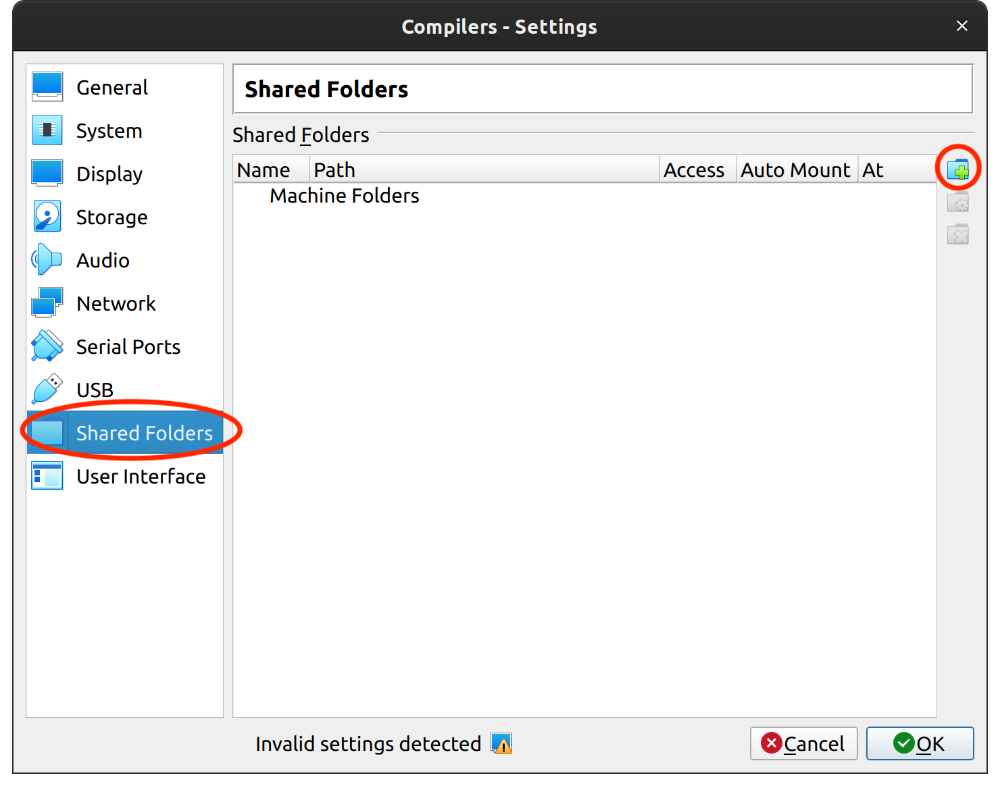 Compilers - Settings
General
System
Display
Storage
Audio
Network
Serial Ports
USB
Shared Folders
User Interface
Shared Folders
Shared Folders
Name Path Access Auto Mount At
Machine Folders
Invalid settings detected
Cancel
OK